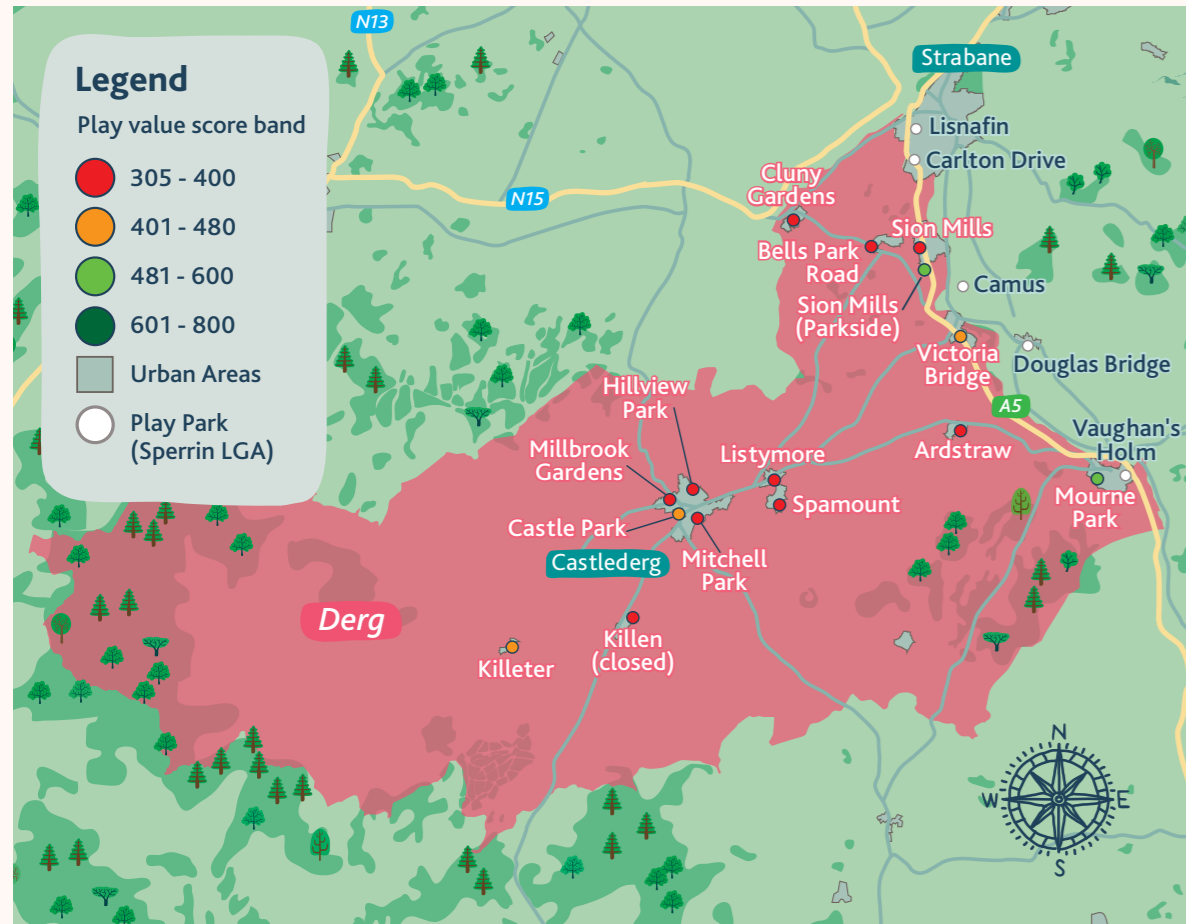 Legend
Play value score band
305 - 400
401 - 480
481 - 600
601 - 800
Urban Areas
Play Park
(Sperrin LGA)
N13
N15
Strabane
Lisnafin
Carlton Drive
Cluny
Gardens
Sion Mills
Bells Park
Road
Camus
Sion Mills
(Parkside)
Victoria
Bridge
Douglas Bridge
A5
Hillview
Park
Vaughan's
Holm
Millbrook
Gardens
Listymore
Ardstraw
Mourne
Park
Spamount
Castle Park
Mitchell
Park
Castlederg
Derg
Killeter
Killen
(closed)
N
W
E
S